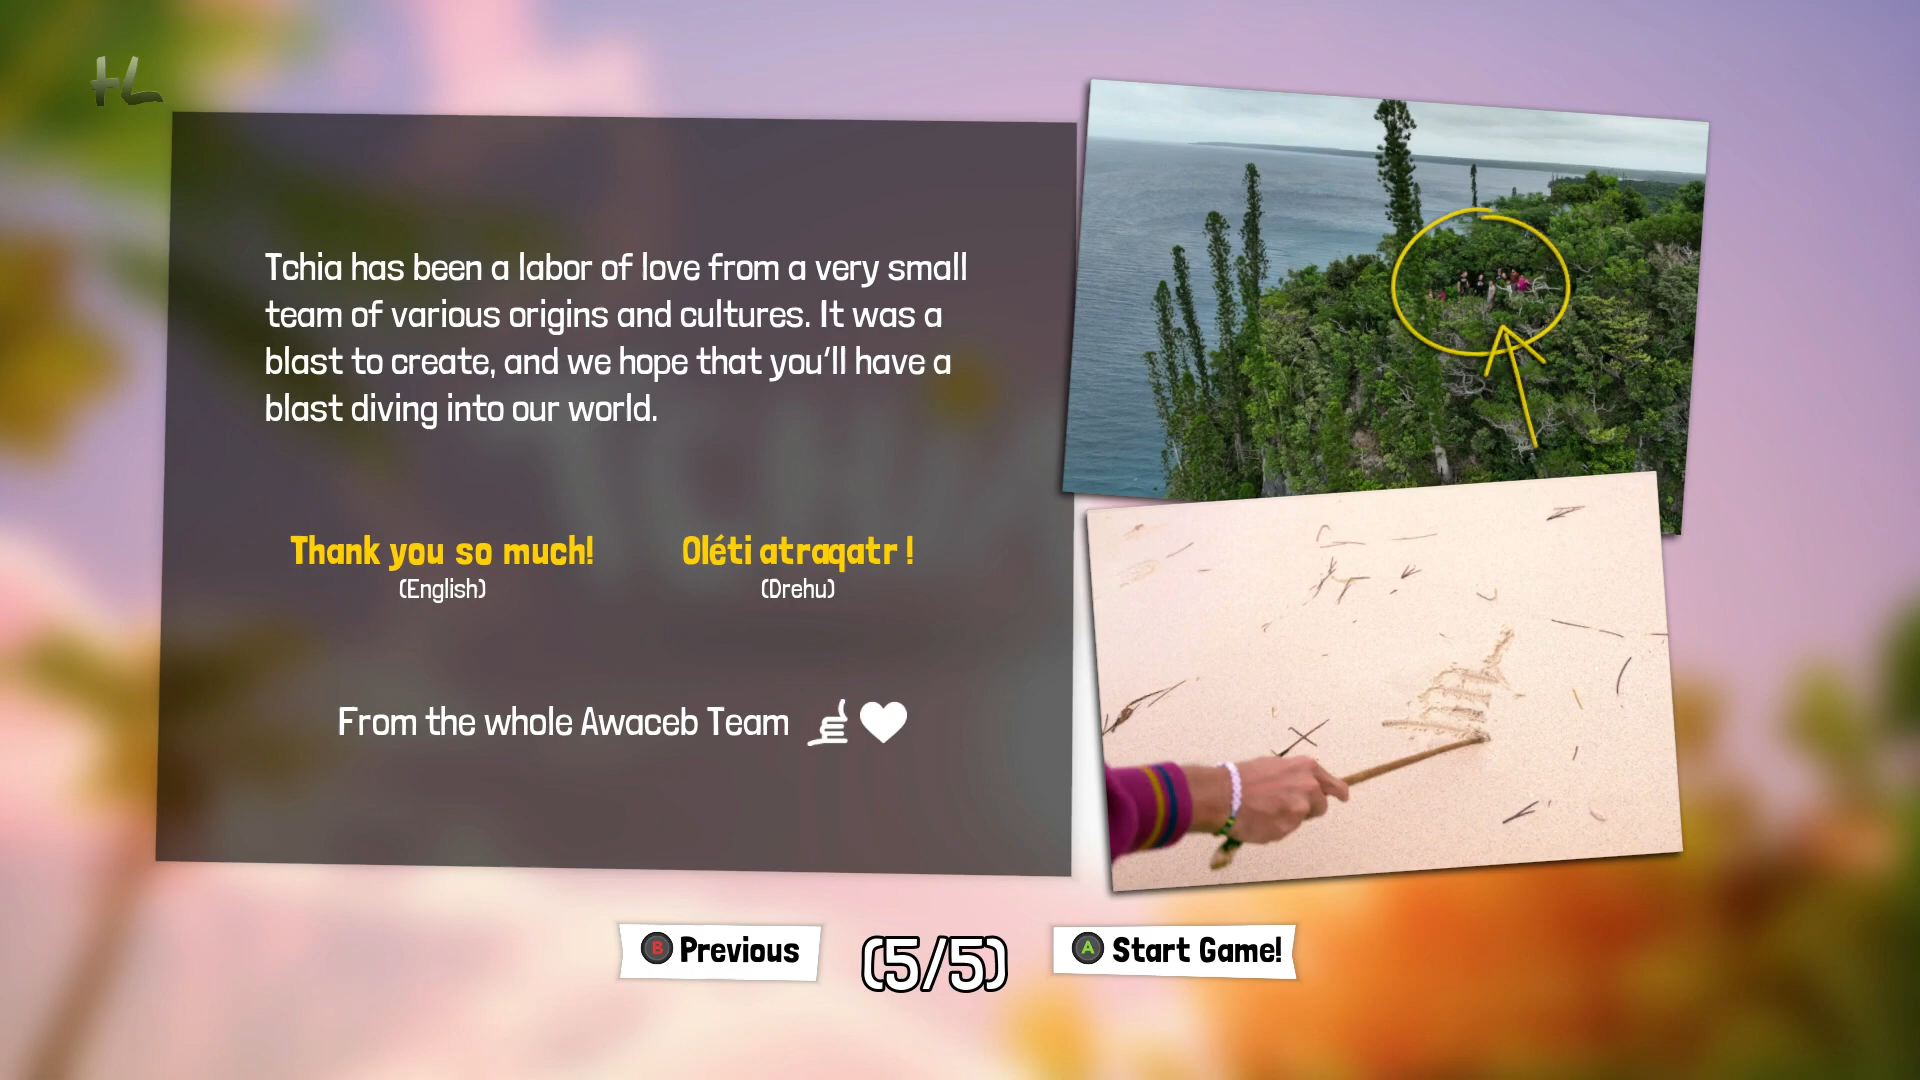 Tchia has been a labor of love from a very small
team of various origins and cultures. It was a
blast to create, and we hope that you'll have a
blast diving into our world.
Thank you so much!
(English)
Oléti atraqatr !
(Drehu)
From the whole Awaceb Team
B Previous
(5/5)
A Start Game!